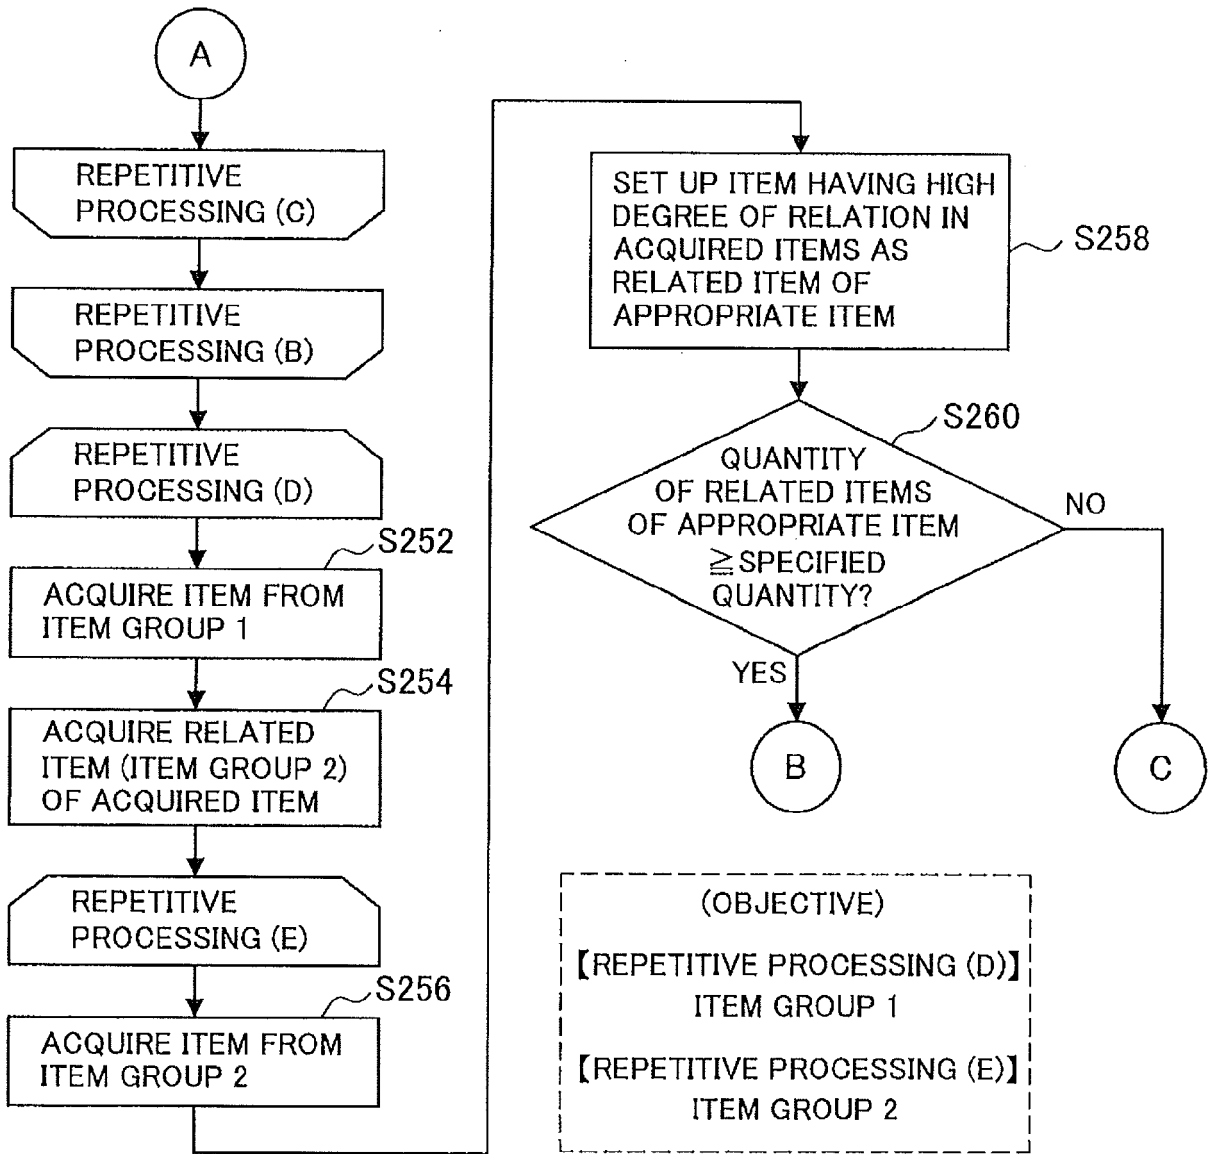 A
REPETITIVE
PROCESSING (C)
REPETITIVE
PROCESSING (B)
REPETITIVE
PROCESSING (D)
S252
ACQUIRE ITEM FROM
ITEM GROUP 1
S254
ACQUIRE RELATED
ITEM (ITEM GROUP 2)
OF ACQUIRED ITEM
REPETITIVE
PROCESSING (E)
S256
ACQUIRE ITEM FROM
ITEM GROUP 2
SET UP ITEM HAVING HIGH
DEGREE OF RELATION IN
ACQUIRED ITEMS AS
RELATED ITEM OF
APPROPRIATE ITEM
S258
S260
QUANTITY
OF RELATED ITEMS
OF APPROPRIATE ITEM
≧SPECIFIED
QUANTITY?
NO
YES
B
C
(OBJECTIVE)
【REPETITIVE PROCESSING (D)】
ITEM GROUP 1
【REPETITIVE PROCESSING (E)】
ITEM GROUP 2